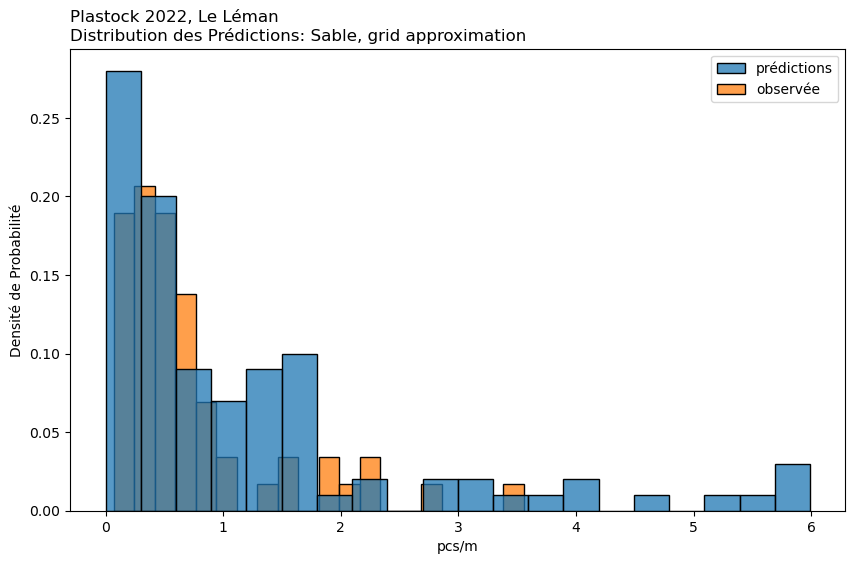 Plastock 2022, Le Léman
Distribution des Prédictions: Sable, grid approximation
prédictions
observée
Densité de Probabilité
0.25
0.20
0.15
0.10
0.05
0.00
0 1 2 3 4 5 6
pcs/m